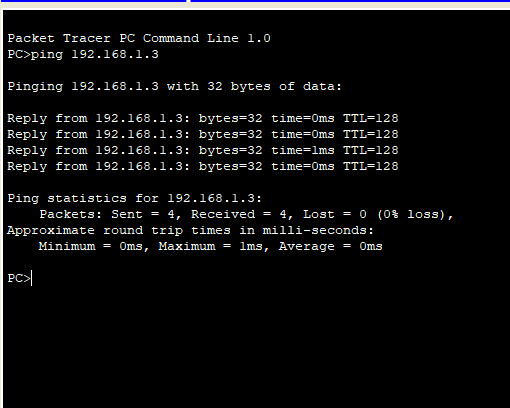 Packet Tracer PC Command Line 1.0
PC>ping 192.168.1.3
Pinging 192.168.1.3 with 32 bytes of data:
Reply from 192.168.1.3: bytes=32 time=0ms TTL=128
Reply from 192.168.1.3: bytes=32 time=0ms TTL=128
Reply from 192.168.1.3: bytes=32 time=1ms TTL=128
Reply from 192.168.1.3: bytes=32 time=0ms TTL=128
Ping statistics for 192.168.1.3:
    Packets: Sent = 4, Received = 4, Lost = 0 (0% loss),
Approximate round trip times in milli-seconds:
    Minimum = 0ms, Maximum = 1ms, Average = 0ms
PC>